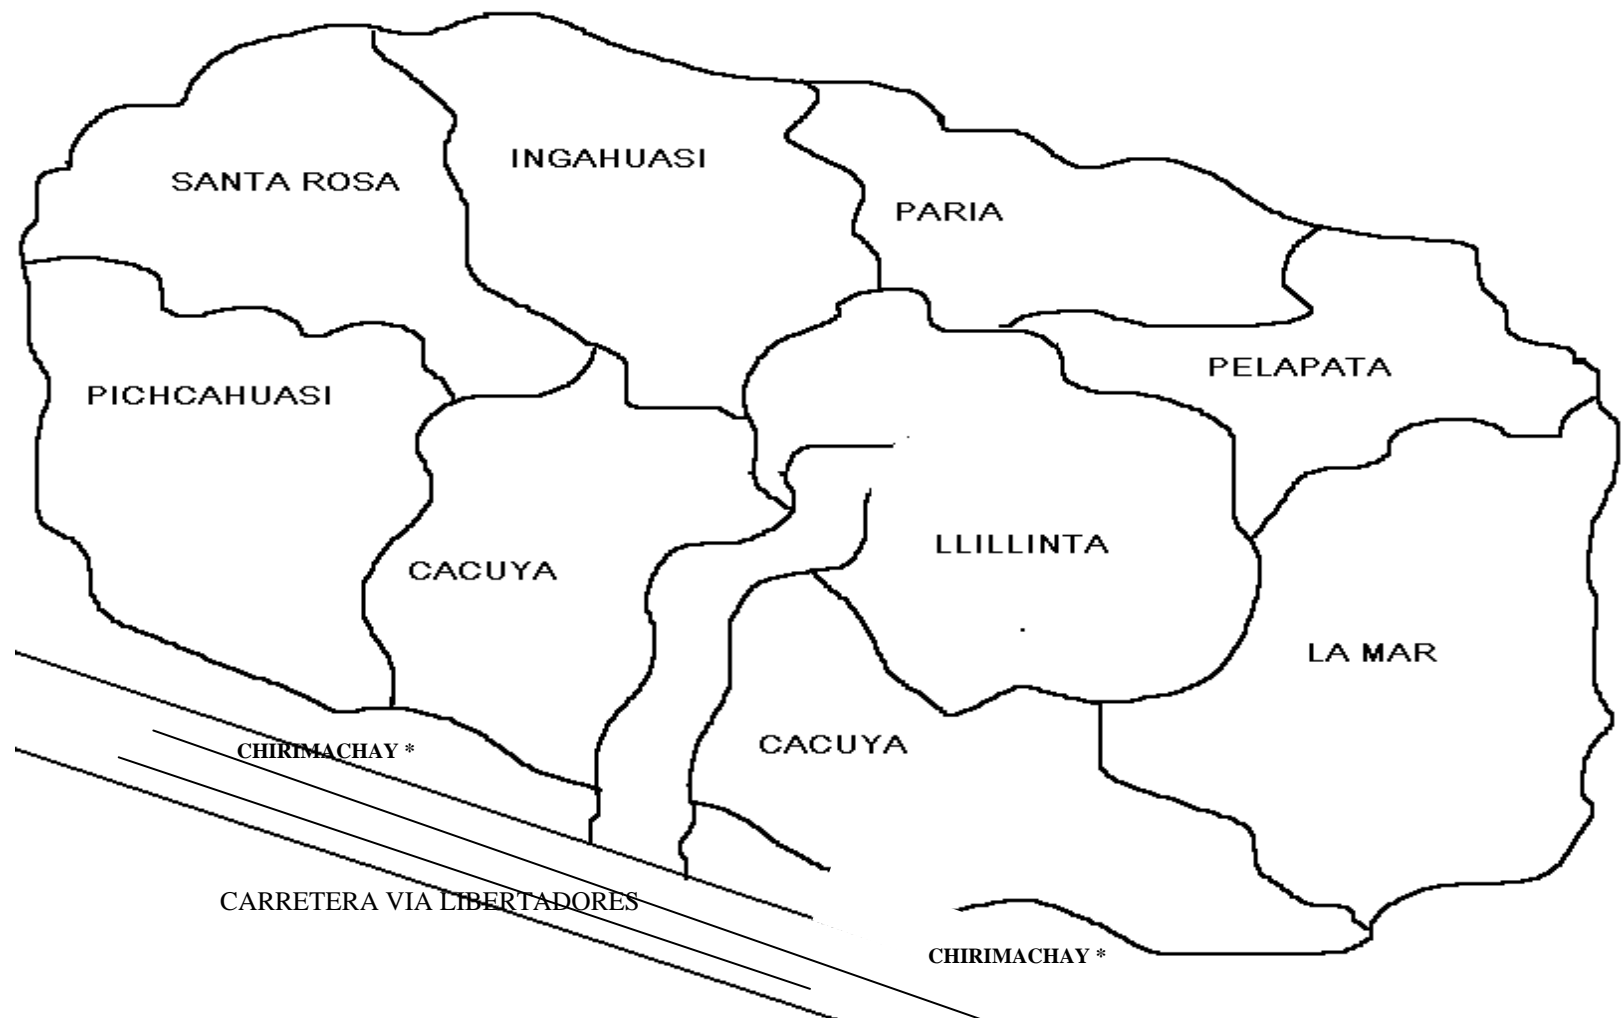 INGAHUASI
SANTA ROSA
PARIA
PELAPATA
PICHCAHUASI
LLILLINTA
CACUYA
LA MAR
CACUYA
CHIRIMACHAY *
CARRETERA VIA LIBERTADORES
CHIRIMACHAY *